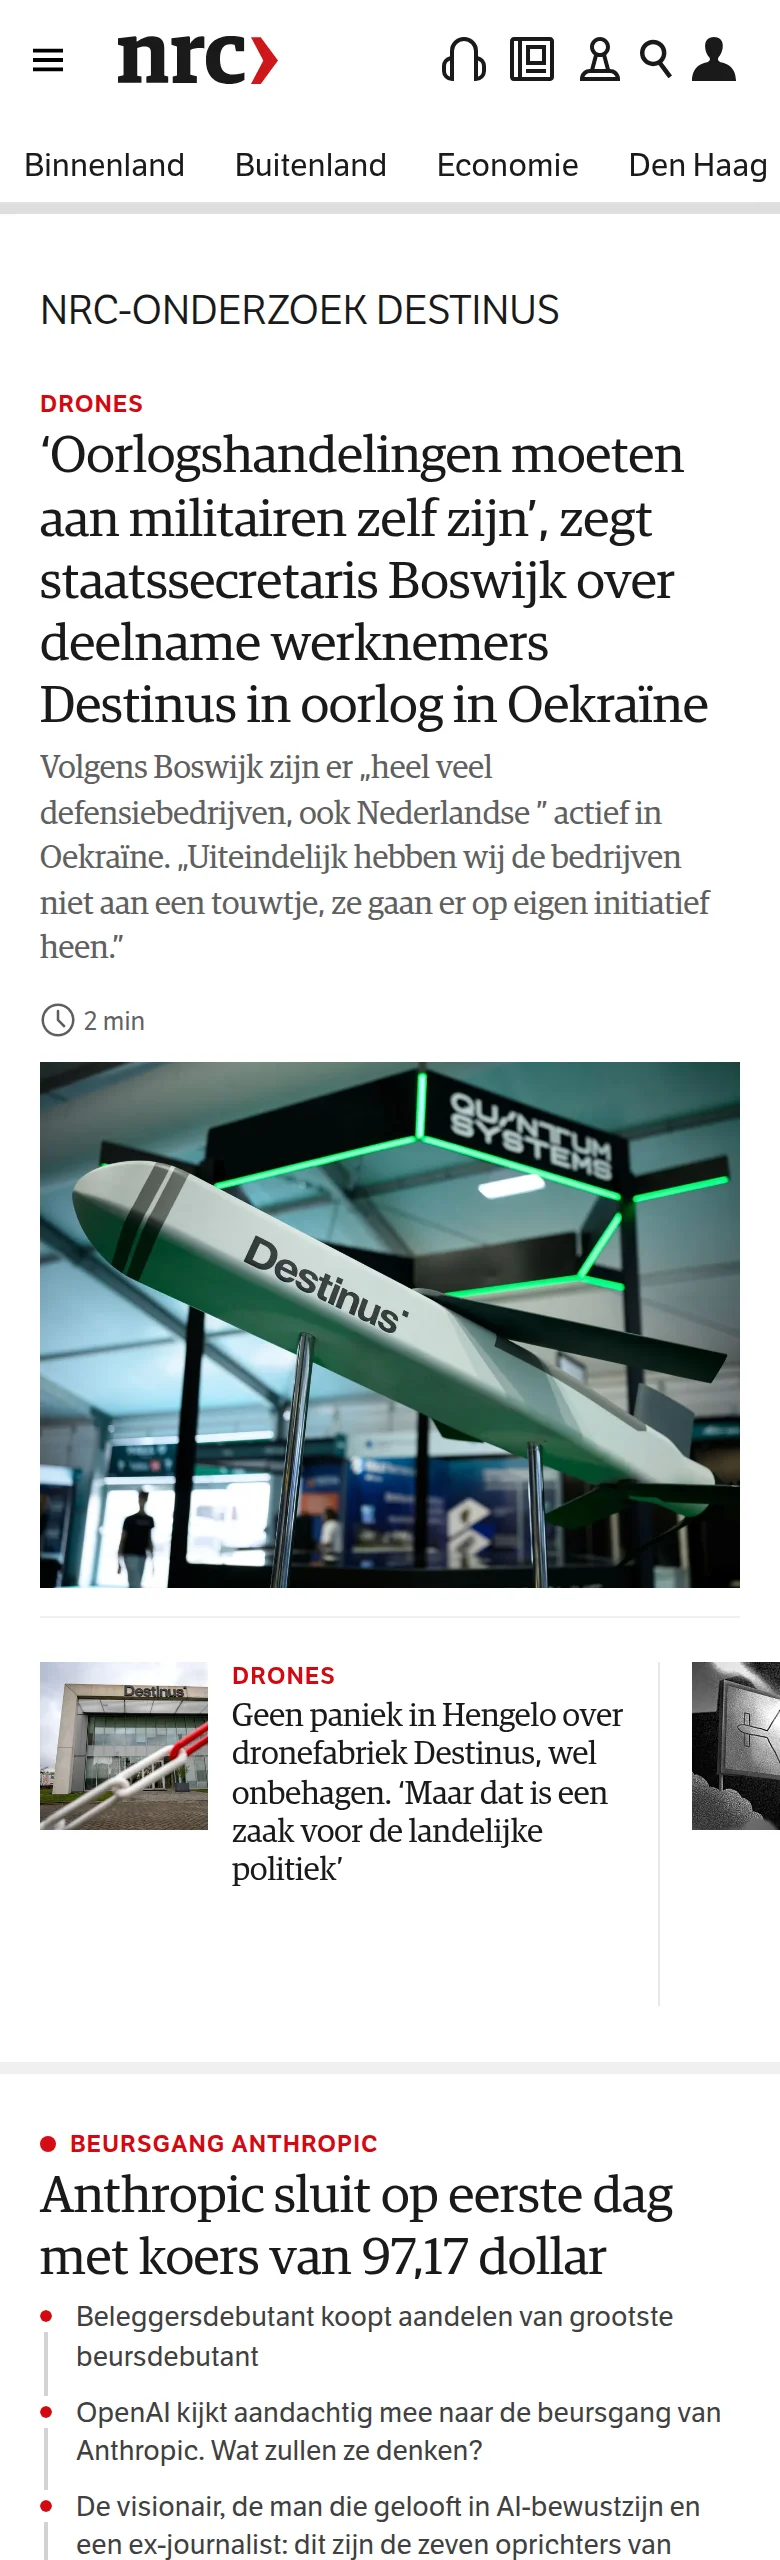 nrc
Binnenland Buitenland Economie Den Haag
NRC-ONDERZOEK DESTINUS
DRONES
‘Oorlogshandelingen moeten
aan militairen zelf zijn’, zegt
staatssecretaris Boswijk over
deelname werknemers
Destinus in oorlog in Oekraïne
Volgens Boswijk zijn er „heel veel
defensiebedrijven, ook Nederlandse ” actief in
Oekraïne. „Uiteindelijk hebben wij de bedrijven
niet aan een touwtje, ze gaan er op eigen initiatief
heen.”
2 min
QUANTUM
SYSTEMS
Destinus
Destinus
DRONES
Geen paniek in Hengelo over
dronefabriek Destinus, wel
onbehagen. ‘Maar dat is een
zaak voor de landelijke
politiek’
BEURSGANG ANTHROPIC
Anthropic sluit op eerste dag
met koers van 97,17 dollar
Beleggersdebutant koopt aandelen van grootste
beursdebutant
OpenAI kijkt aandachtig mee naar de beursgang van
Anthropic. Wat zullen ze denken?
De visionair, de man die gelooft in AI-bewustzijn en
een ex-journalist: dit zijn de zeven oprichters van